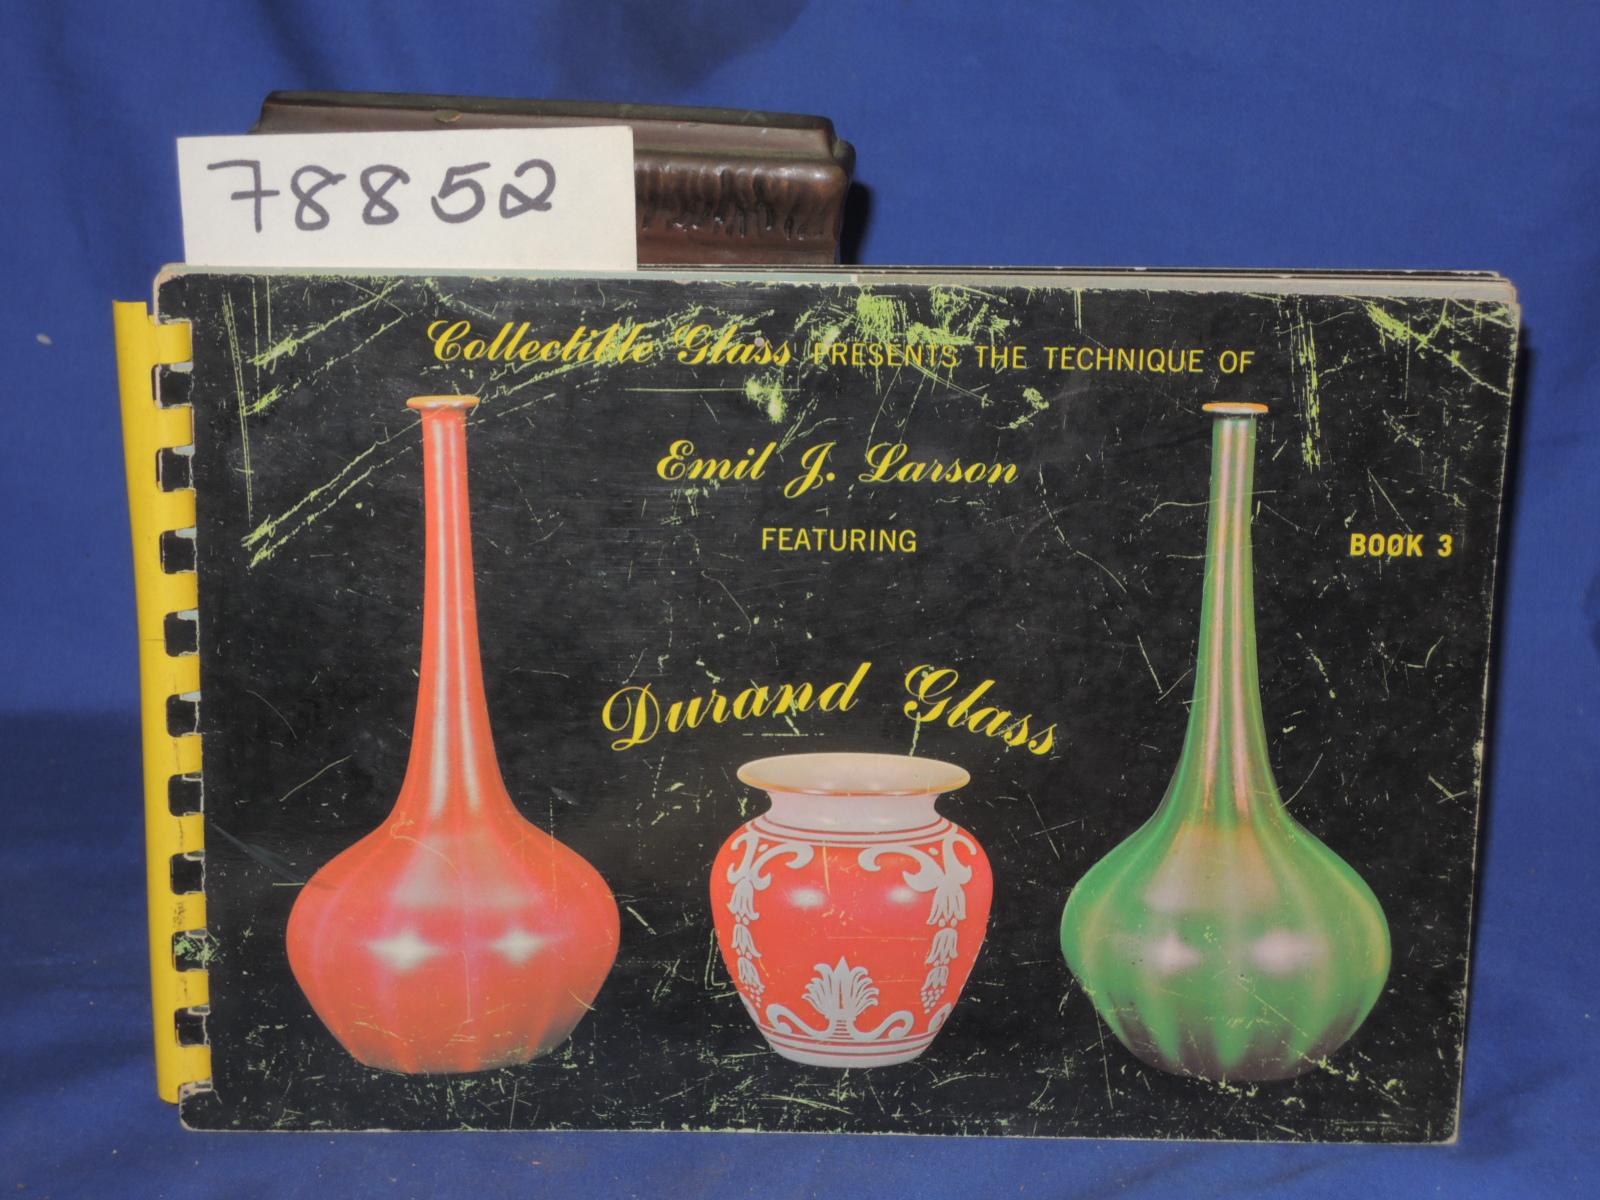 78852
Collectible Glass PRESENTS THE TECHNIQUE OF
Emil J. Larson
FEATURING
BOOK 3
Durand Glass